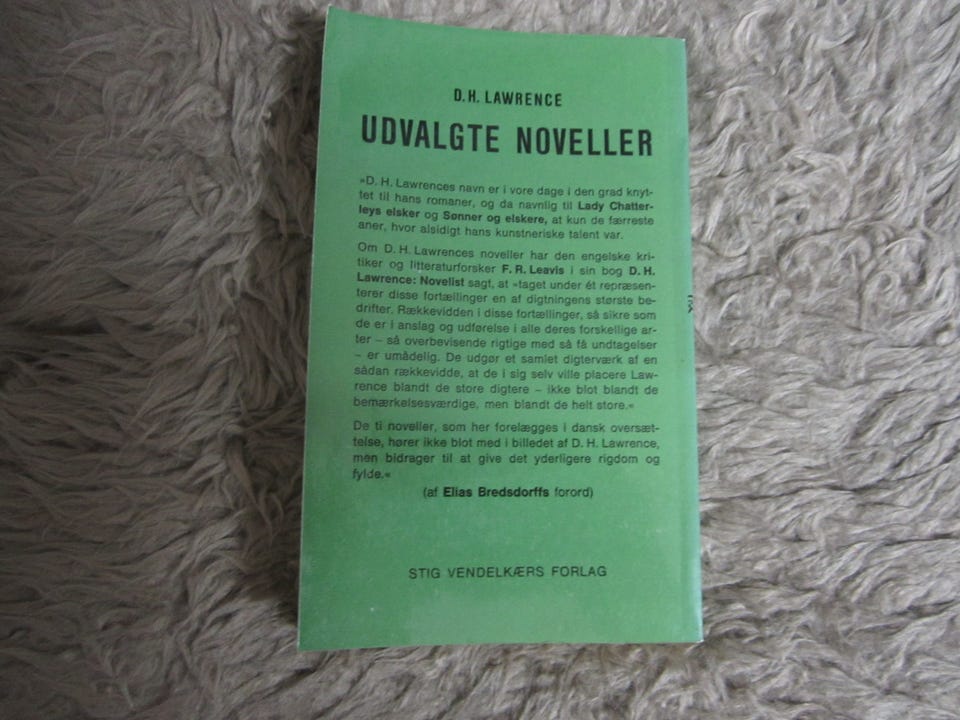 D.H. LAWRENCE
UDVALGTE NOVELLER
»D. H. Lawrences navn er i vore dage i den grad knyt-
tet til hans romaner, og da navnlig til Lady Chatter-
leys elsker og Sønner og elskere, at kun de færreste
aner, hvor alsidigt hans kunstneriske talent var.
Om D. H. Lawrences noveller har den engelske kri-
tiker og litteraturforsker F. R. Leavis i sin bog D. H.
Lawrence: Novelist sagt, at »taget under ét repræsen-
terer disse fortællinger en af digtningens største be-
drifter. Rækkevidden i disse fortællinger, så sikre som
de er i anslag og udførelse i alle deres forskellige ar-
ter – så overbevisende rigtige med så få undtagelser
– er umådelig. De udgør et samlet digterværk af en
sådan rækkevidde, at de i sig selv ville placere Law-
rence blandt de store digtere – ikke blot blandt de
bemærkelsesværdige, men blandt de helt store.«
De ti noveller, som her forelægges i dansk oversæt-
telse, hører ikke blot med i billedet af D. H. Lawrence,
men bidrager til at give det yderligere rigdom og
fylde.«
(af Elias Bredsdorffs forord)
STIG VENDELKÆRS FORLAG